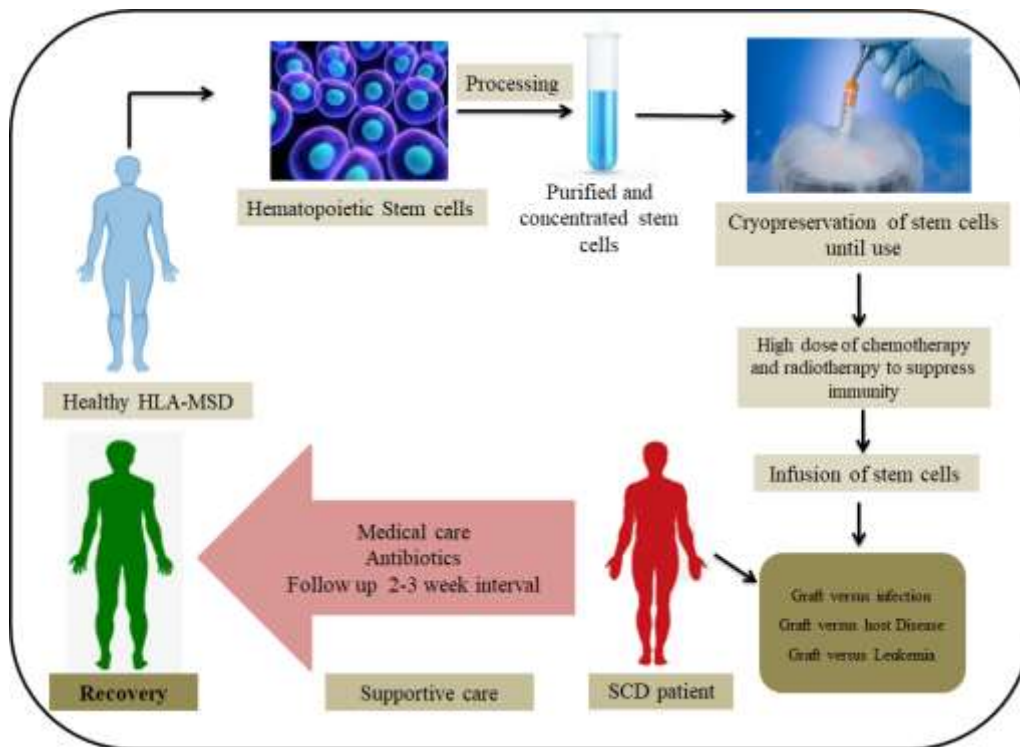 Processing
Hematopoietic Stem cells
Purified and
concentrated stem
cells
Cryopreservation of stem cells
until use
High dose of chemotherapy
and radiotherapy to suppress
immunity
Healthy HLA-MSD
Infusion of stem cells
Medical care
Antibiotics
Follow up 2-3 week interval
Graft versus infection
Graft versus host Disease
Graft versus Leukemia
Recovery
Supportive care
SCD patient